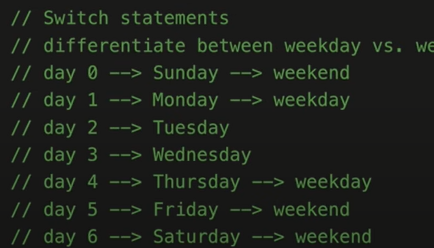 // Switch statements
// differentiate between weekday vs. we
// day 0 --> Sunday --> weekend
// day 1 --> Monday --> weekday
// day 2 --> Tuesday
// day 3 --> Wednesday
// day 4 --> Thursday --> weekday
// day 5 --> Friday --> weekend
// day 6 --> Saturday --> weekend